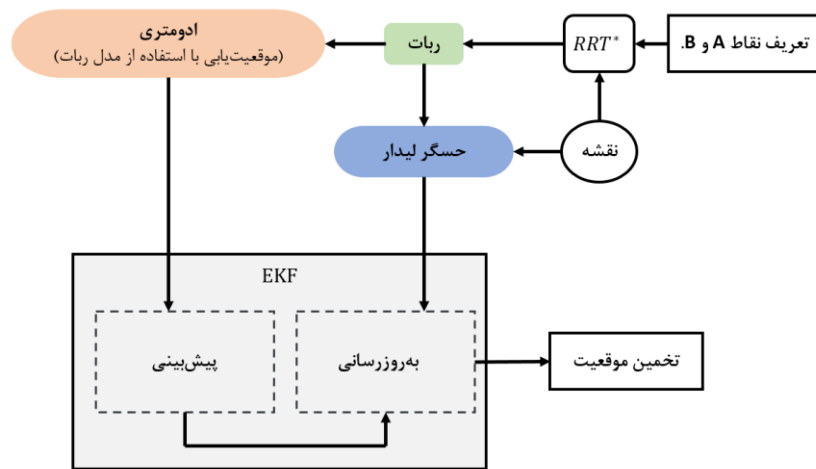 تعریف نقاط A و B.
RRT*
ربات
ادومتری
(موقعیت‌یابی با استفاده از مدل ربات)
نقشه
حسگر لیدار
EKF
پیش‌بینی
به‌روزرسانی
تخمین موقعیت